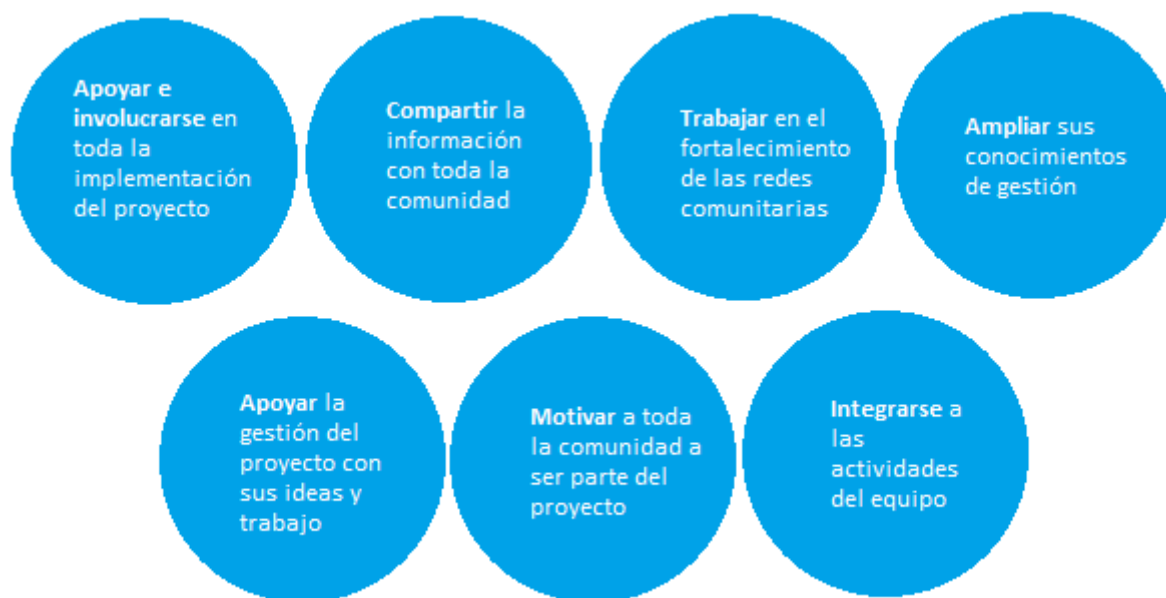 Apoyar e
involucrarse en
toda la
implementación
del proyecto
Compartir la
información
con toda la
comunidad
Trabajar en el
fortalecimiento
de las redes
comunitarias
Ampliar sus
conocimientos
de gestión
Apoyar la
gestión del
proyecto con
sus ideas y
trabajo
Motivar a toda
la comunidad a
ser parte del
proyecto
Integrarse a
las
actividades
del equipo